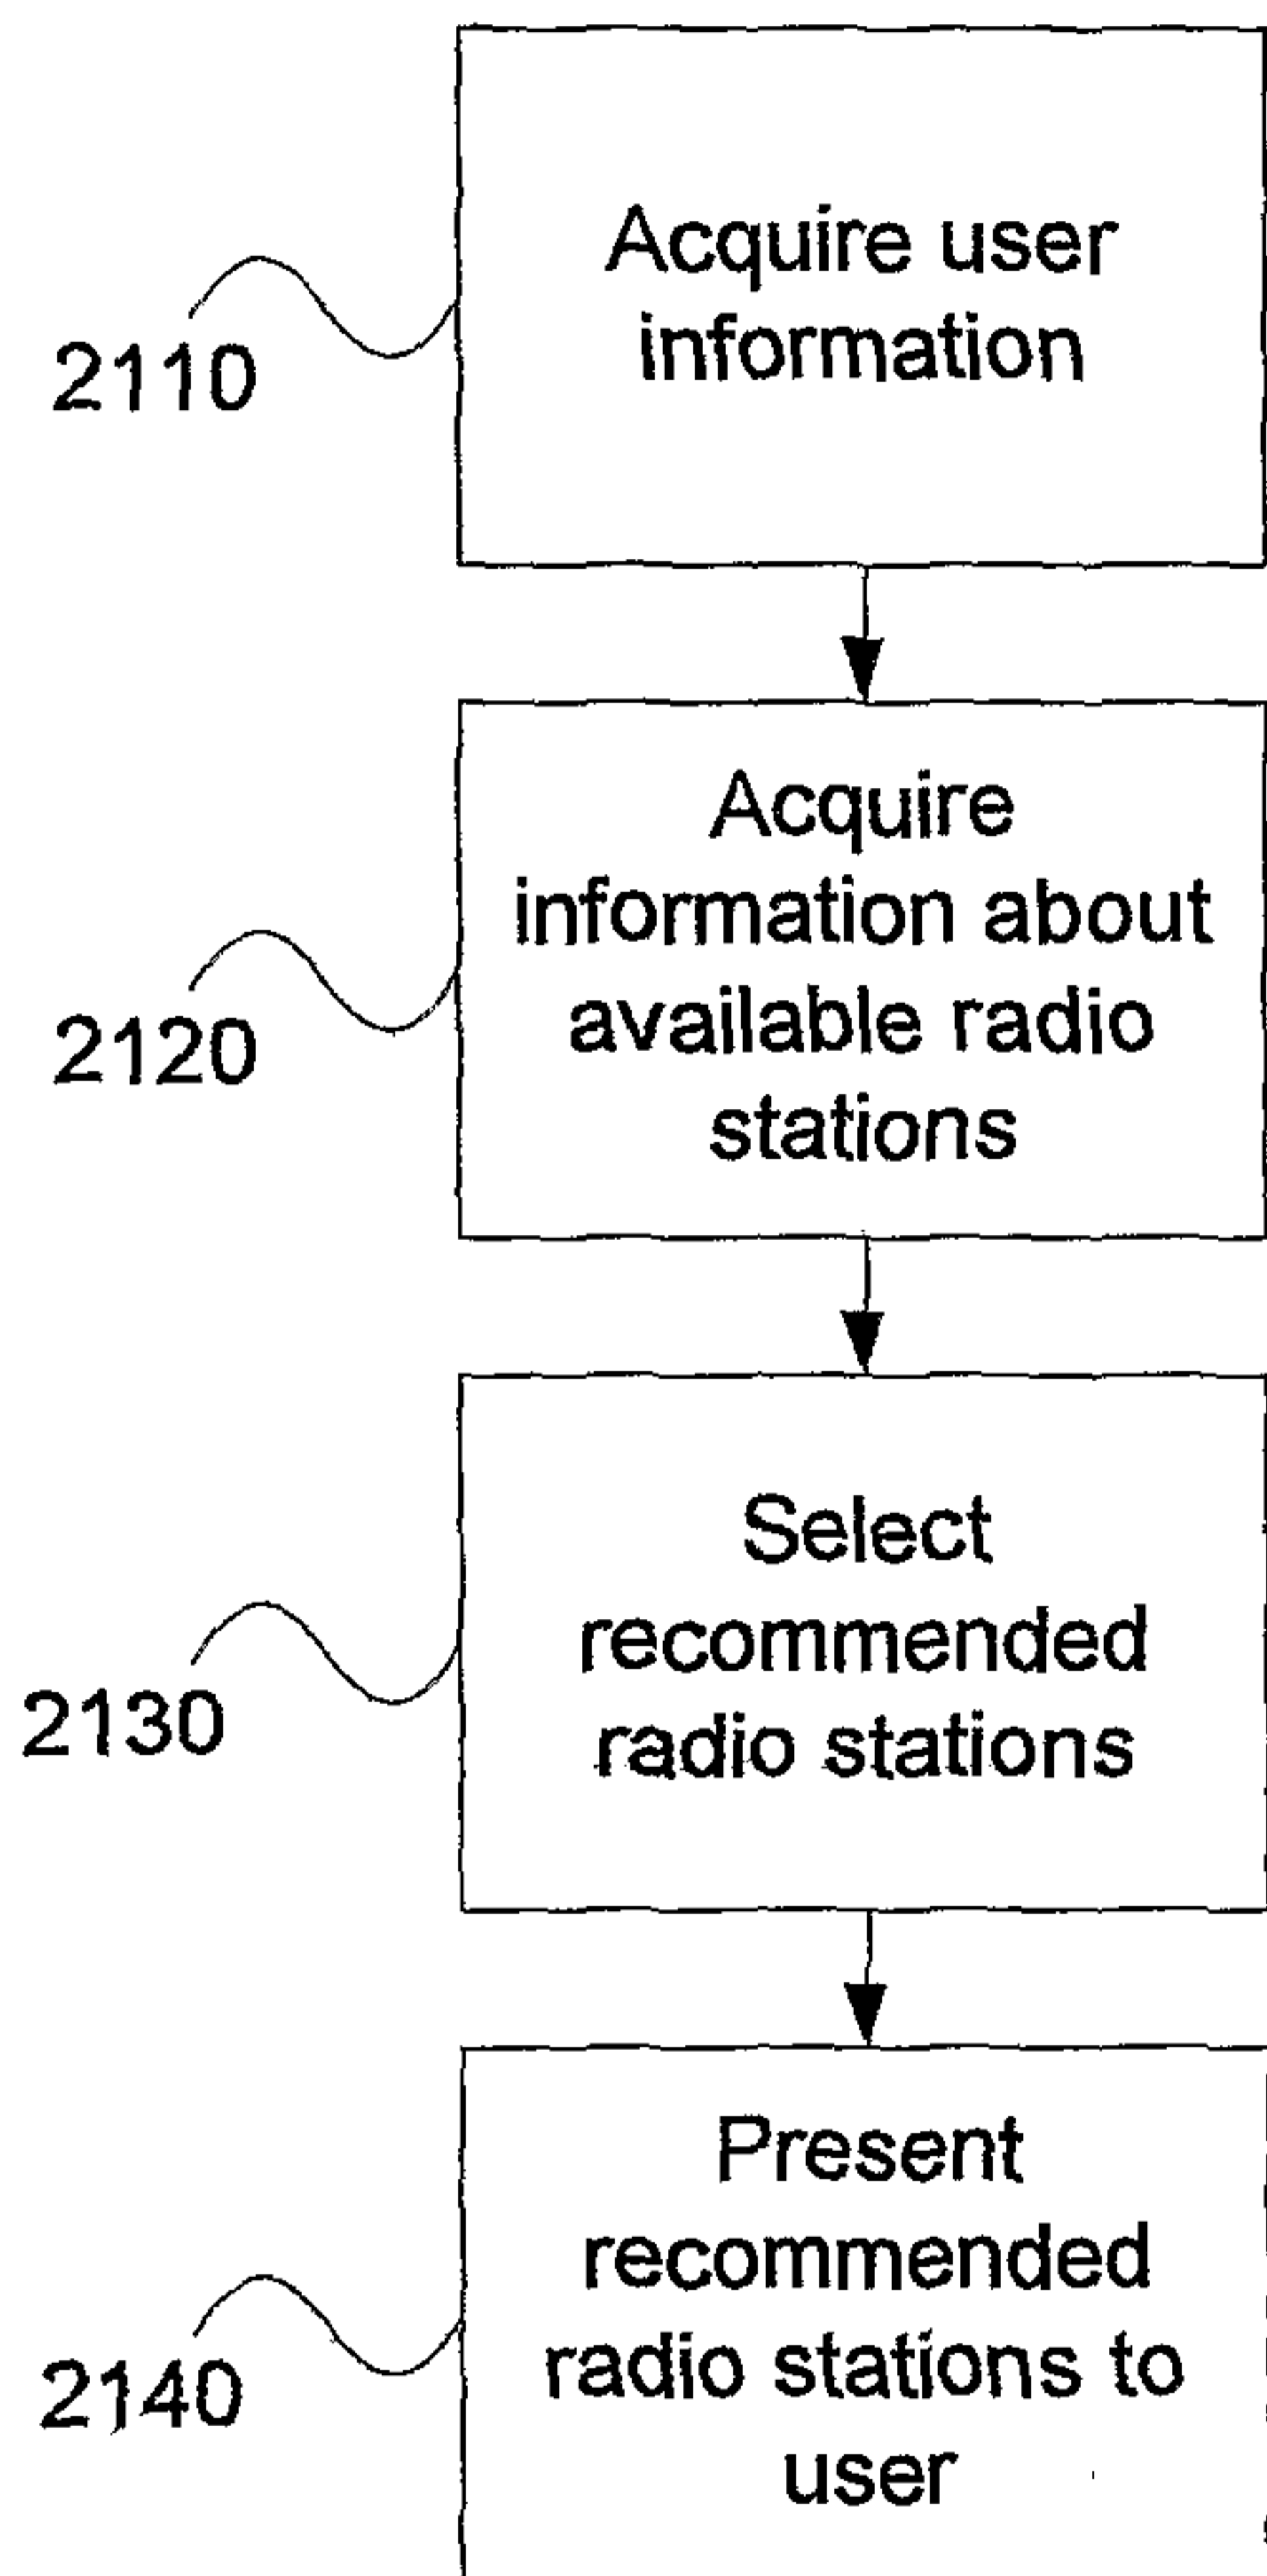 Acquire user
information
2110
Acquire
information about
available radio
stations
2120
Select
recommended
radio stations
2130
Present
recommended
radio stations to
user
2140